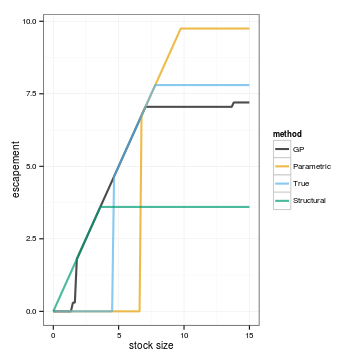 10.0
7.5
5.0
2.5
0.0
escapement
0
5
10
15
stock size
method
GP
Parametric
True
Structural